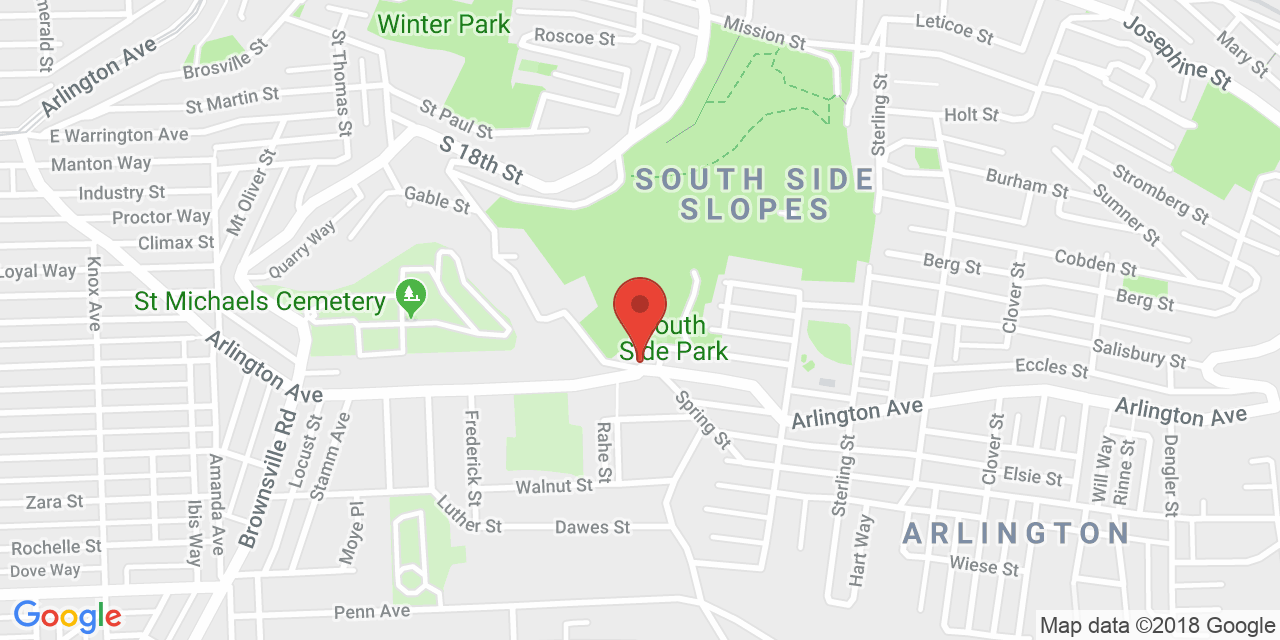 Emerald St
Arlington Ave
Brosville St
St Thomas St
Winter Park
Roscoe St
Mission St
Leticoe St
Josephine St
Mary St
St Martin St
E Warrington Ave
Manton Way
Industry St
Proctor Way
Climax St
Loyal Way
Mt Oliver St
St Paul St
S 18th St
Gable St
Quarry Way
Sterling St
Holt St
Burham St
Stromberg St
Sumner St
SOUTH SIDE
SLOPES
Cobden St
Berg St
Berg St
Clover St
Salisbury St
Eccles St
Knox Ave
St Michaels Cemetery
South
Side Park
Arlington Ave
Arlington Ave
Arlington Ave
Brownsville Rd
Locust St
Stamm Ave
Frederick St
Rahe St
Spring St
Walnut St
Luther St
Dawes St
Moye Pl
Amanda Ave
Ibis Way
Zara St
Rochelle St
Dove Way
Penn Ave
Sterling St
Hart Way
Clover St
Elsie St
Will Way
Rinne St
Dengler St
ARLINGTON
Wiese St
Google
Map data ©2018 Google